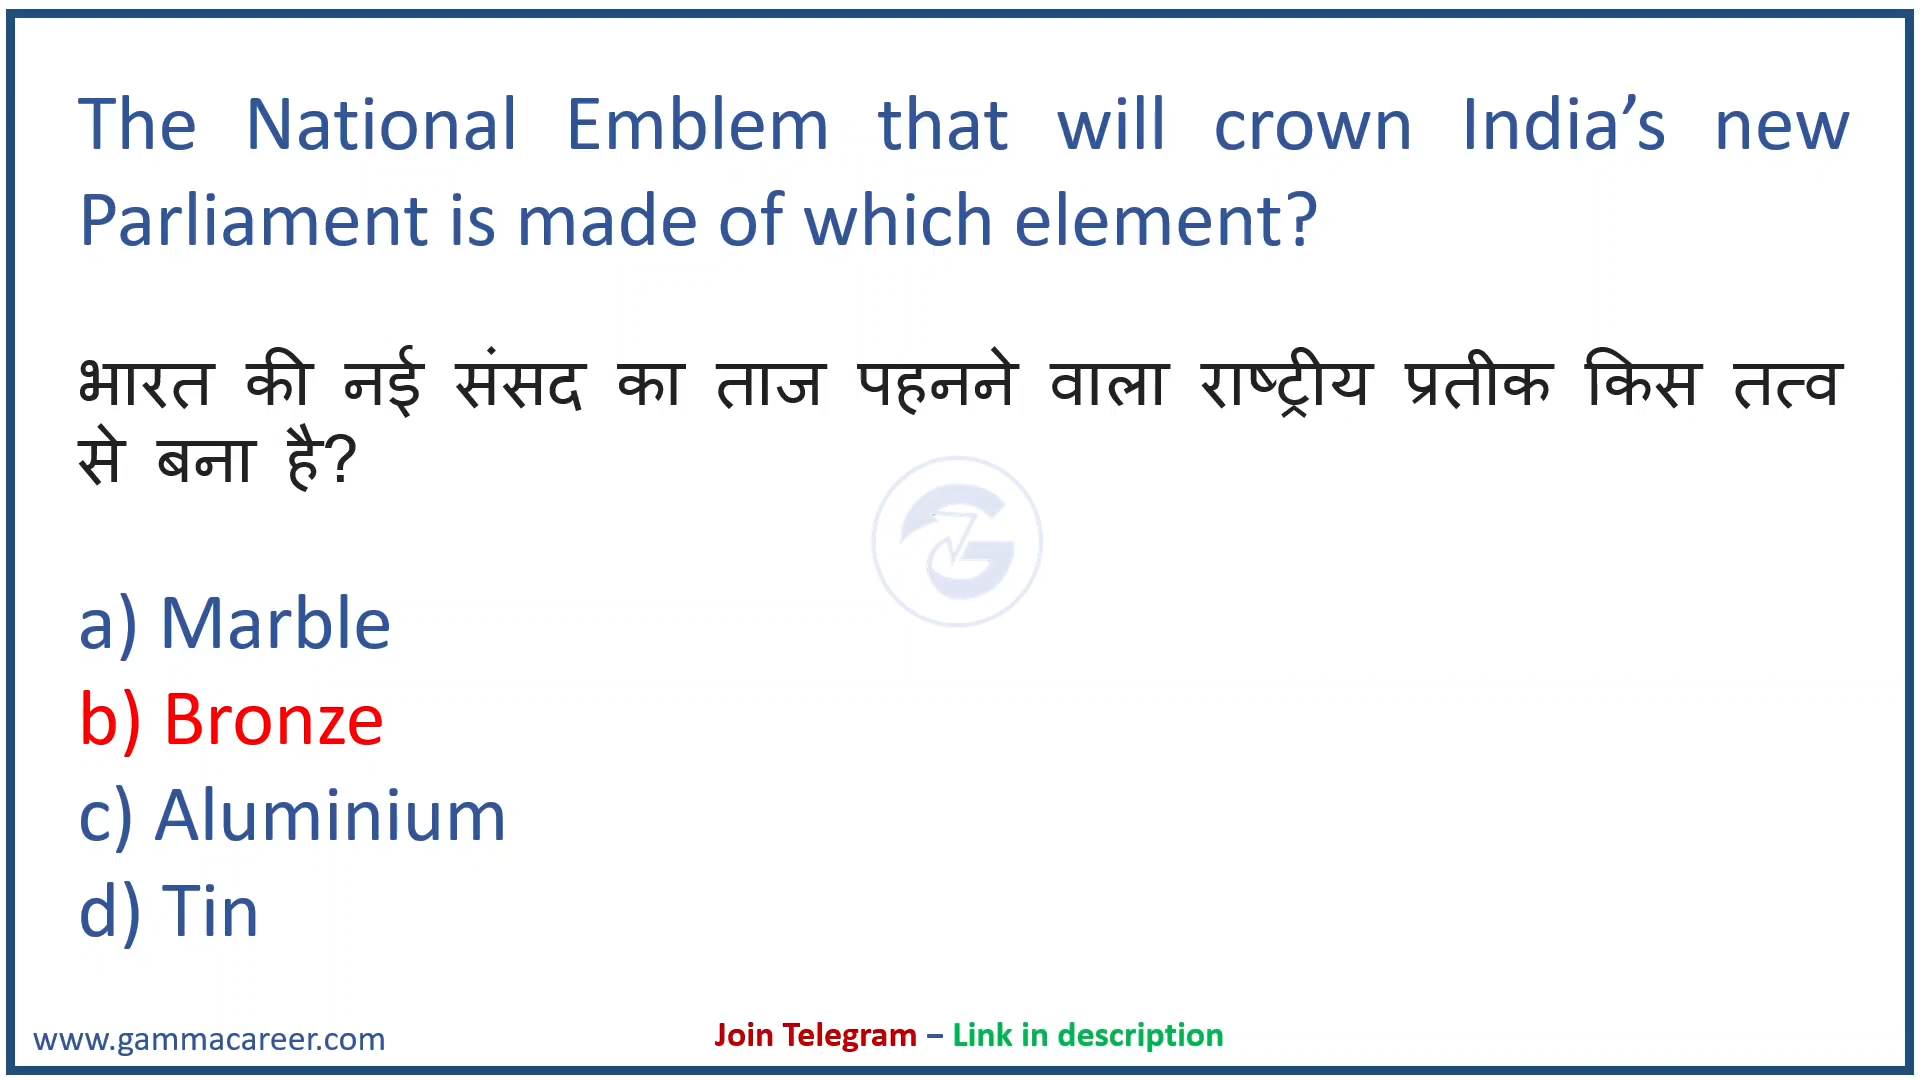 The National Emblem that will crown India’s new
Parliament is made of which element?
भारत की नई संसद का ताज पहनने वाला राष्ट्रीय प्रतीक किस तत्व
से बना है?
a) Marble
b) Bronze
c) Aluminium
d) Tin
www.gammacareer.com
Join Telegram – Link in description